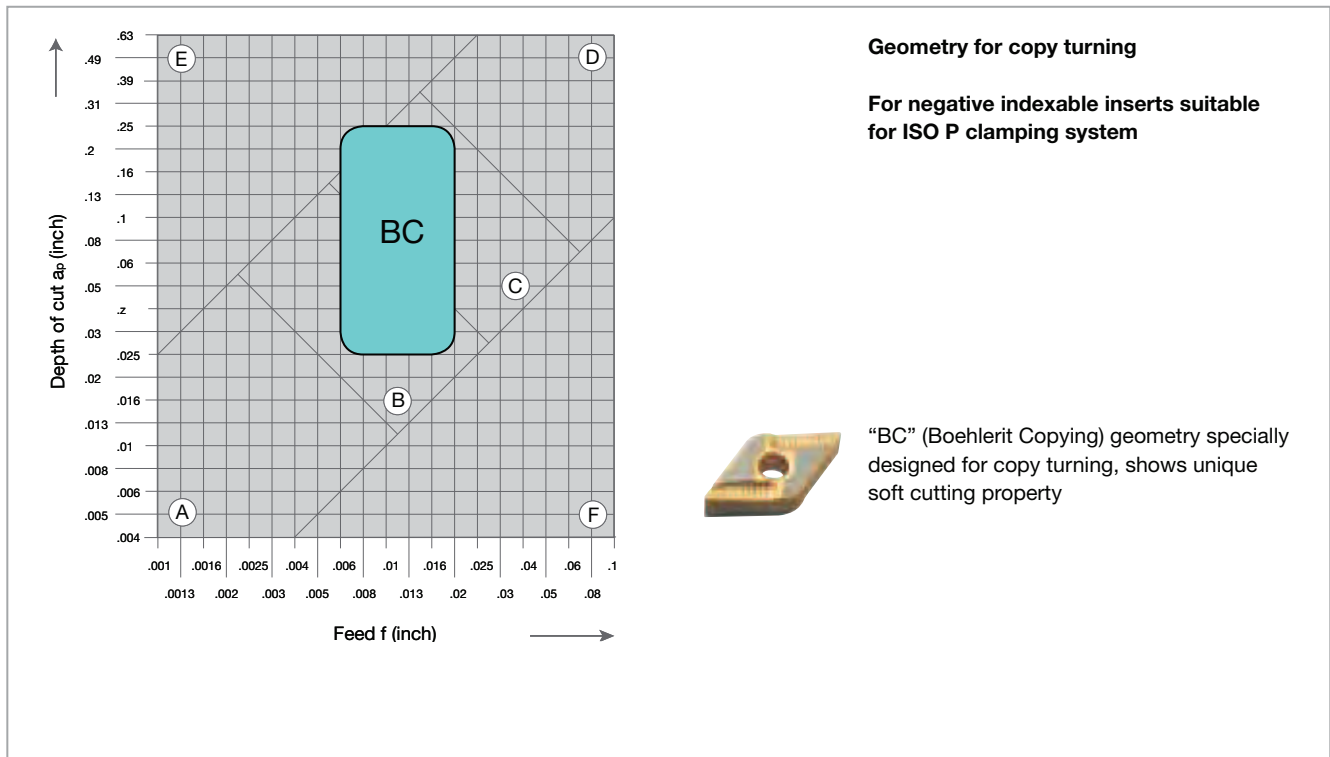 .63
E
D
.49
.39
.31
.25
.2
.16
.13
.1
BC
.08
.06
C
.05
.z
.03
.025
.02
B
.016
.013
.01
.008
.006
A
F
.005
.004
Depth of cut ap (inch)
.001 .0016 .0025 .004 .006 .01 .016 .025 .04 .06 .1
.0013 .002 .003 .005 .008 .013 .02 .03 .05 .08
Feed f (inch)
Geometry for copy turning
For negative indexable inserts suitable
for ISO P clamping system
“BC” (Boehlerit Copying) geometry specially
designed for copy turning, shows unique
soft cutting property